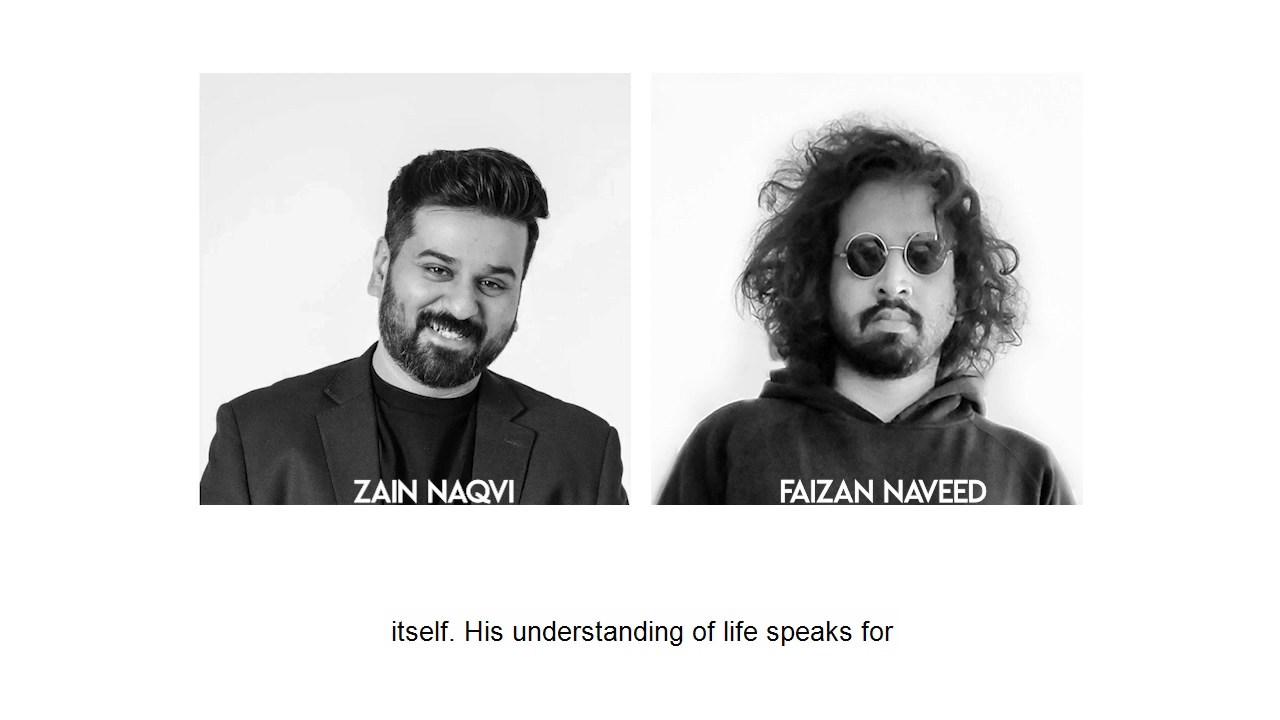 ZAIN NAQVI
FAIZAN NAVEED
itself. His understanding of life speaks for